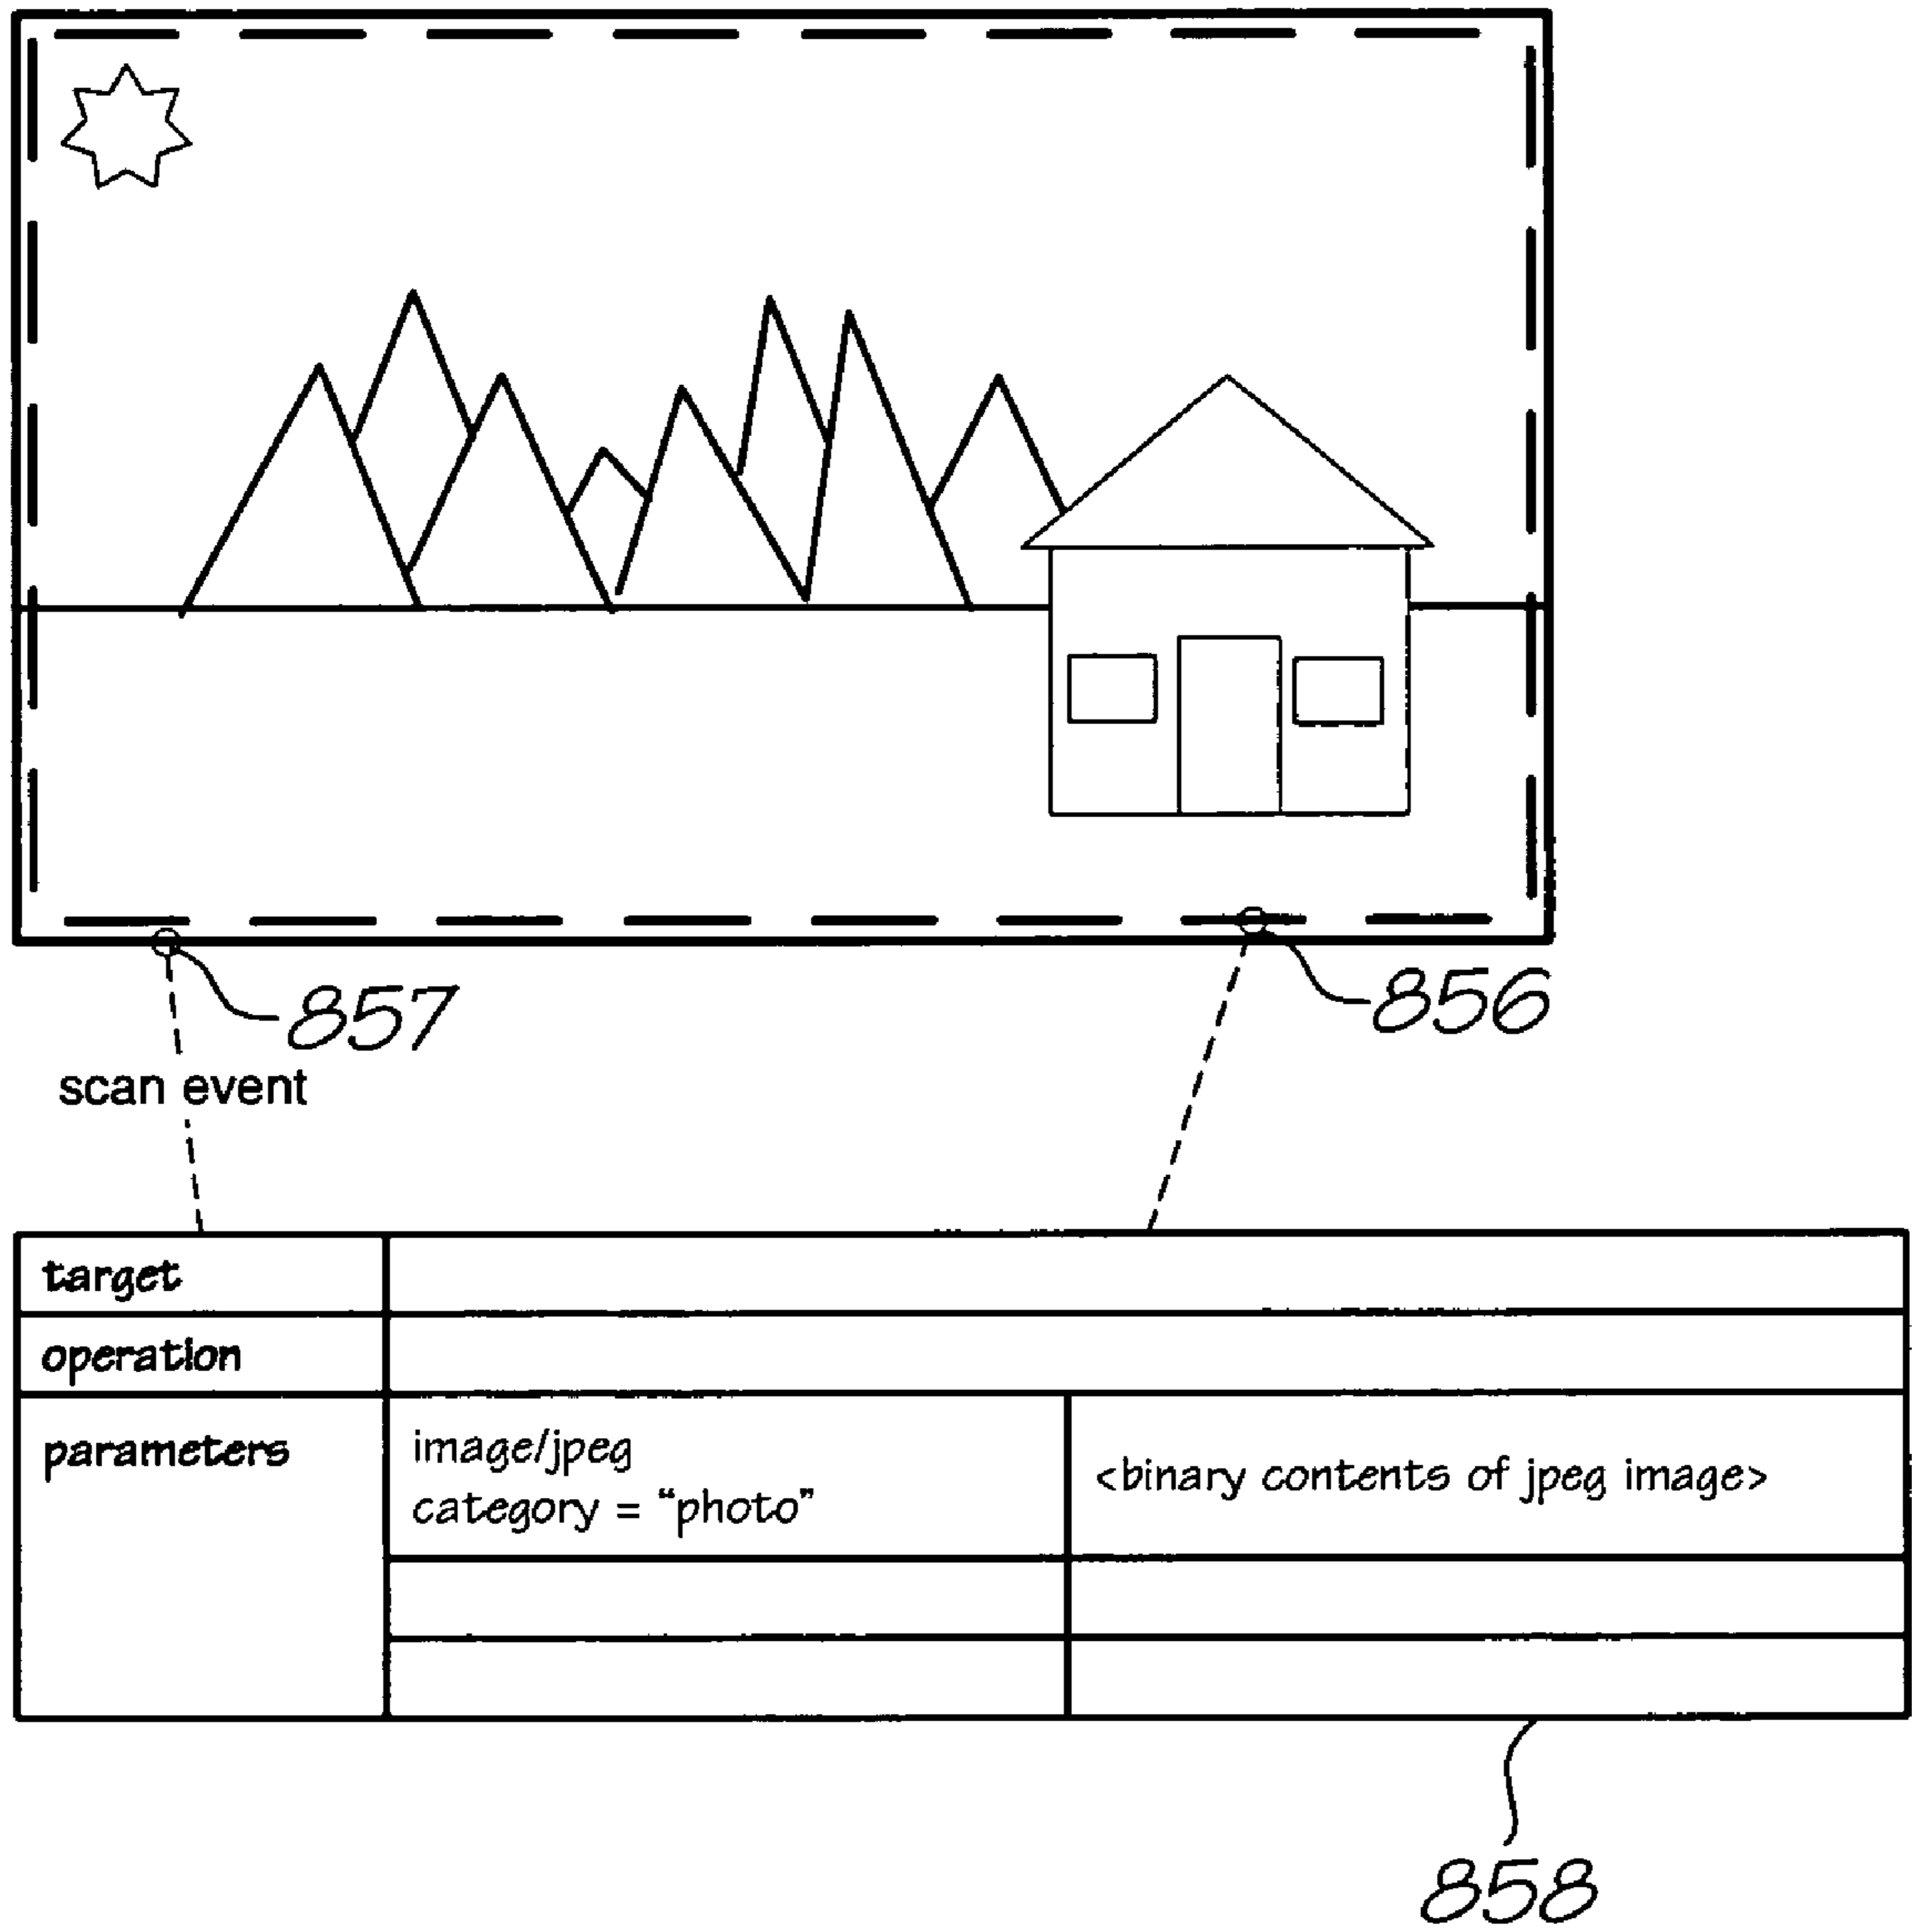 857
856
scan event
target
operation
parameters
image/jpeg
category = “photo”
<binary contents of jpeg image>
858